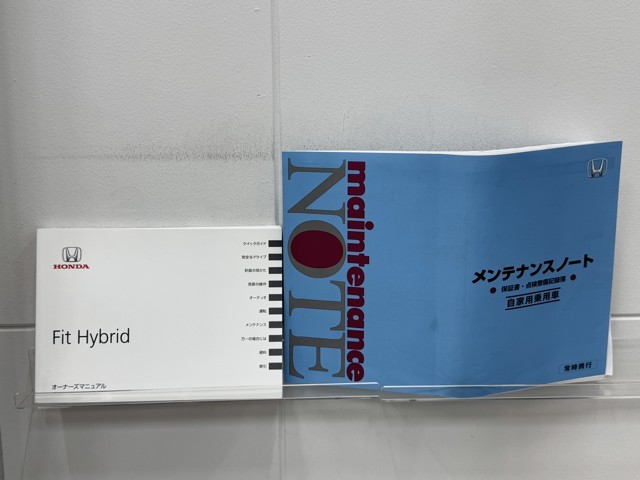 HONDA
Fit Hybrid
オーナーズマニュアル
クイックガイド
安全なドライブ
計器の見かた
各部の操作
オーディオ
運転
メンテナンス
万一の場合には
資料
索引
maintenance
NOTE
メンテナンスノート
保証書・点検整備記録簿
自家用乗用車
常時携行